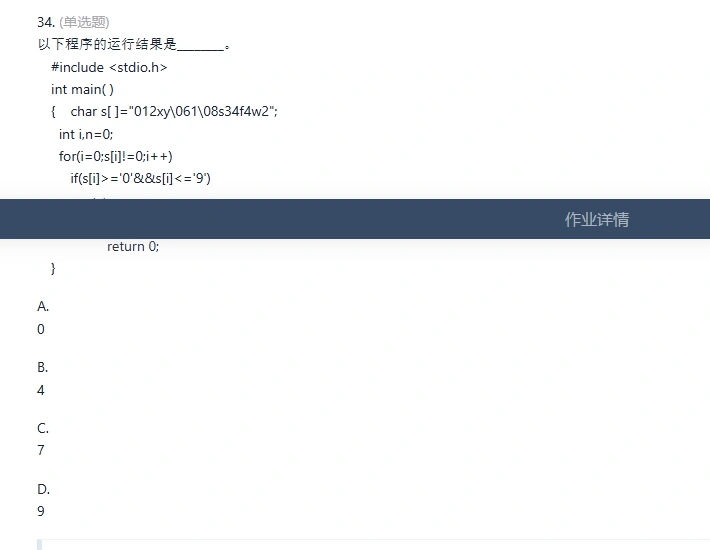 34. (单选题)
以下程序的运行结果是_______。
#include <stdio.h>
int main( )
{ char s[ ]="012xy\061\08s34f4w2";
int i,n=0;
for(i=0;s[i]!=0;i++)
if(s[i]>='0'&&s[i]<='9')
作业详情
return 0;
}
A.
0
B.
4
C.
7
D.
9